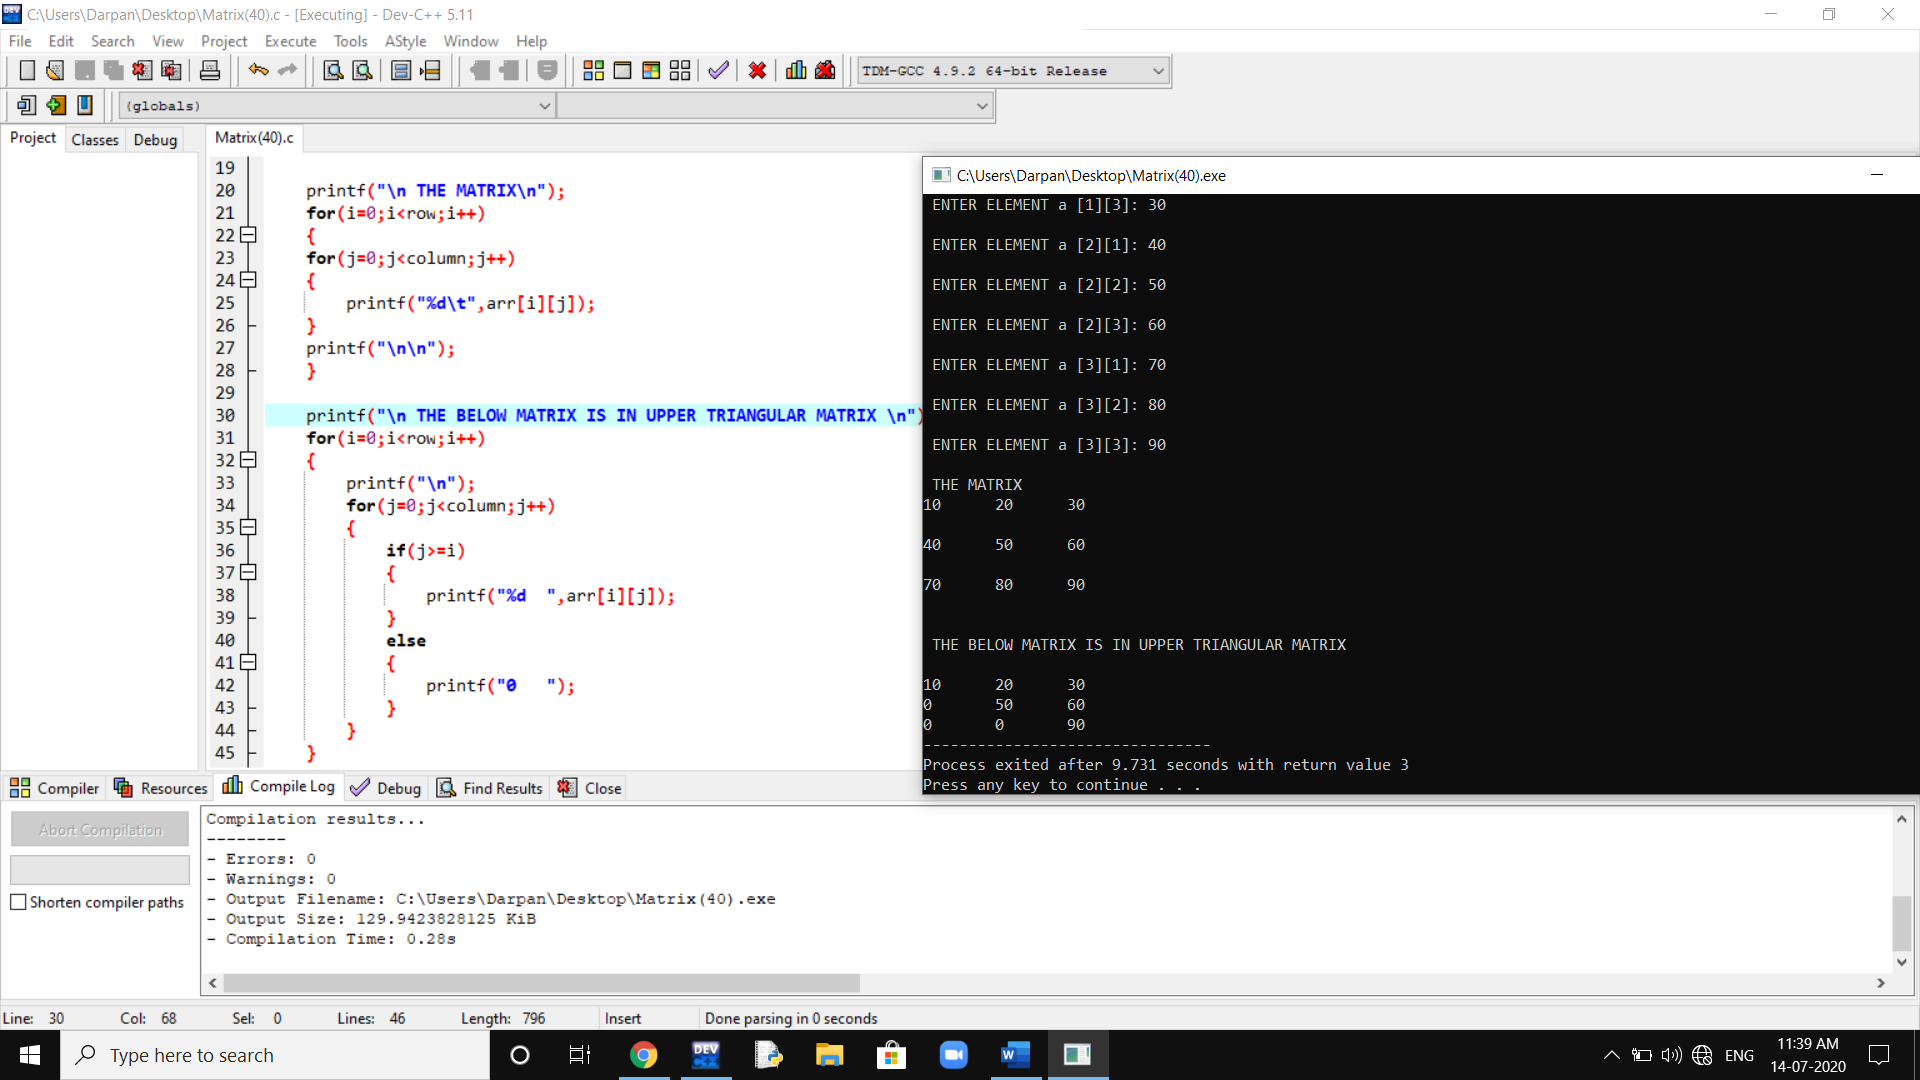 C:\Users\Darpan\Desktop\Matrix(40).c - [Executing] - Dev-C++ 5.11
File Edit Search View Project Execute Tools AStyle Window Help
TDM-GCC 4.9.2 64-bit Release
(globals)
Project Classes Debug
Matrix(40).c
19
20 printf("\n THE MATRIX\n");
21 for(i=0;i<row;i++)
22 {
23 for(j=0;j<column;j++)
24 {
25 printf("%d\t",arr[i][j]);
26 }
27 printf("\n\n");
28 }
29
30 printf("\n THE BELOW MATRIX IS IN UPPER TRIANGULAR MATRIX \n")
31 for(i=0;i<row;i++)
32 {
33 printf("\n");
34 for(j=0;j<column;j++)
35 {
36 if(j>=i)
37 {
38 printf("%d  ",arr[i][j]);
39 }
40 else
41 {
42 printf("0   ");
43 }
44 }
45 }
C:\Users\Darpan\Desktop\Matrix(40).exe
ENTER ELEMENT a [1][3]: 30
ENTER ELEMENT a [2][1]: 40
ENTER ELEMENT a [2][2]: 50
ENTER ELEMENT a [2][3]: 60
ENTER ELEMENT a [3][1]: 70
ENTER ELEMENT a [3][2]: 80
ENTER ELEMENT a [3][3]: 90
THE MATRIX
10 20 30
40 50 60
70 80 90
THE BELOW MATRIX IS IN UPPER TRIANGULAR MATRIX
10 20 30
0 50 60
0 0 90
--------------------------------
Process exited after 9.731 seconds with return value 3
Press any key to continue . . .
Compiler Resources Compile Log Debug Find Results Close
Abort Compilation
Shorten compiler paths
Compilation results...
--------
- Errors: 0
- Warnings: 0
- Output Filename: C:\Users\Darpan\Desktop\Matrix(40).exe
- Output Size: 129.9423828125 KiB
- Compilation Time: 0.28s
Line: 30 Col: 68 Sel: 0 Lines: 46 Length: 796 Insert Done parsing in 0 seconds
Type here to search
DEV C++
W
ENG
11:39 AM
14-07-2020